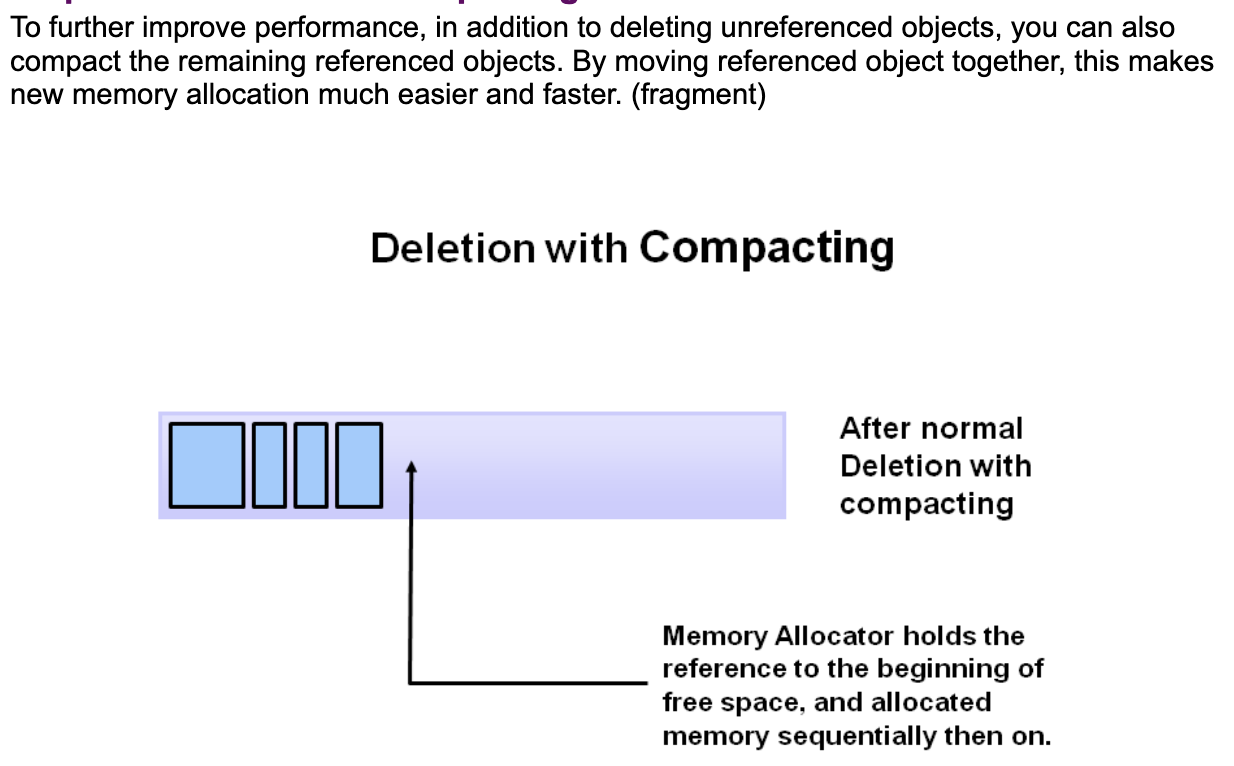 To further improve performance, in addition to deleting unreferenced objects, you can also
compact the remaining referenced objects. By moving referenced object together, this makes
new memory allocation much easier and faster. (fragment)
Deletion with Compacting
After normal
Deletion with
compacting
Memory Allocator holds the
reference to the beginning of
free space, and allocated
memory sequentially then on.